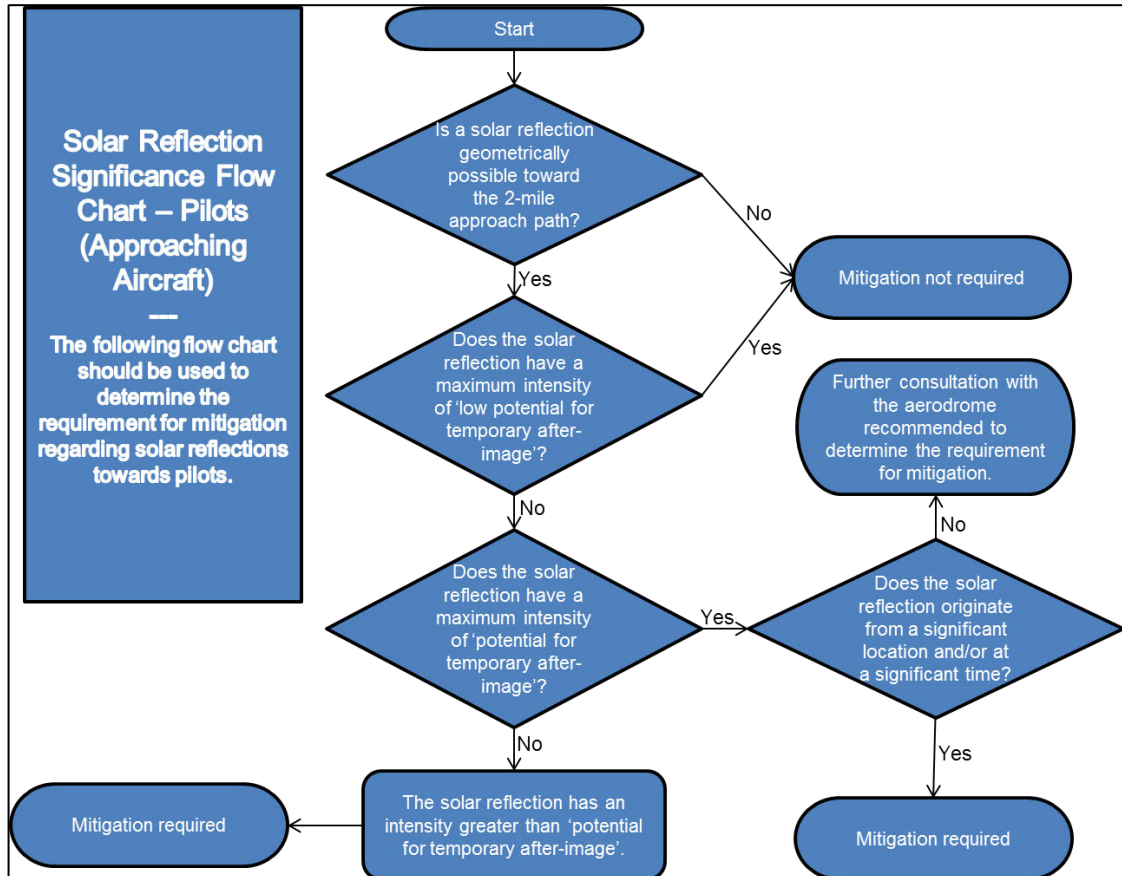 Solar Reflection
Significance Flow
Chart – Pilots
(Approaching
Aircraft)
---
The following flow chart
should be used to
determine the
requirement for mitigation
regarding solar reflections
towards pilots.
Start
Is a solar reflection
geometrically
possible toward
the 2-mile
approach path?
No
Yes
Mitigation not required
Does the solar
reflection have a
maximum intensity
of ‘low potential for
temporary after-
image’?
Yes
No
Further consultation with
the aerodrome
recommended to
determine the requirement
for mitigation.
No
Does the solar
reflection have a
maximum intensity
of ‘potential for
temporary after-
image’?
Yes
Does the solar
reflection originate
from a significant
location and/or at
a significant time?
No
Yes
The solar reflection has an
intensity greater than ‘potential
for temporary after-image’.
Mitigation required
Mitigation required